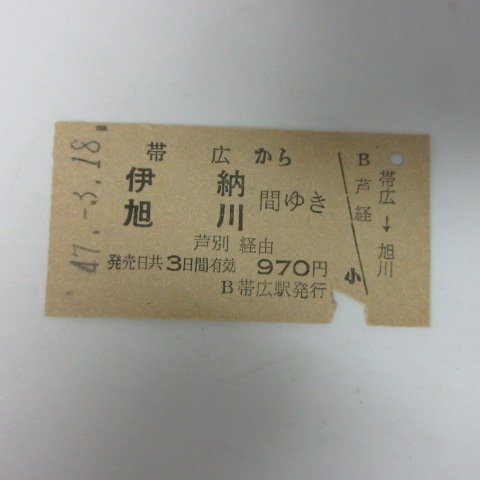 47.-3.18
帯広から
伊納
旭川
間ゆき
芦別経由
発売日共3日間有効 970円
B帯広駅発行
B
芦経
小
帯広→旭川